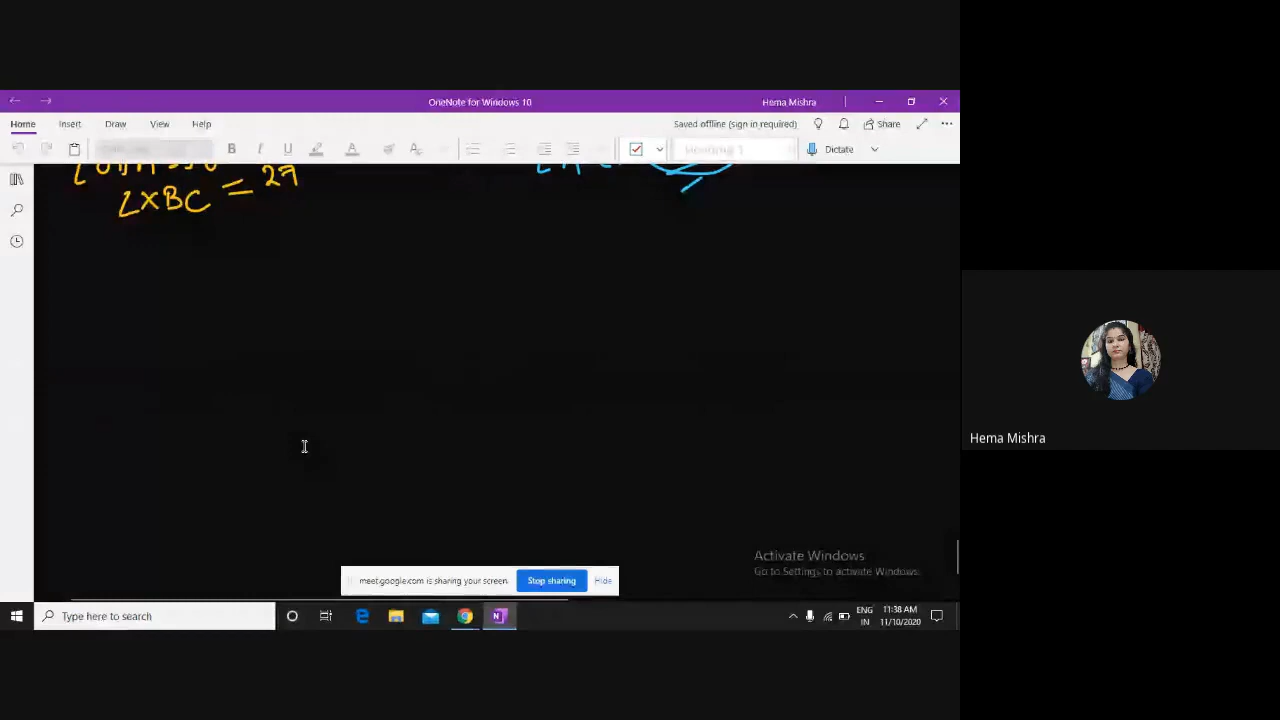 OneNote for Windows 10
Hema Mishra
Home Insert Draw View Help
Saved offline (sign in required)
Share
B I U A
Heading 1
Dictate
∠XBC = 27
Hema Mishra
Activate Windows
Go to Settings to activate Windows.
meet.google.com is sharing your screen.
Stop sharing
Hide
Type here to search
ENG
IN
11:38 AM
11/10/2020